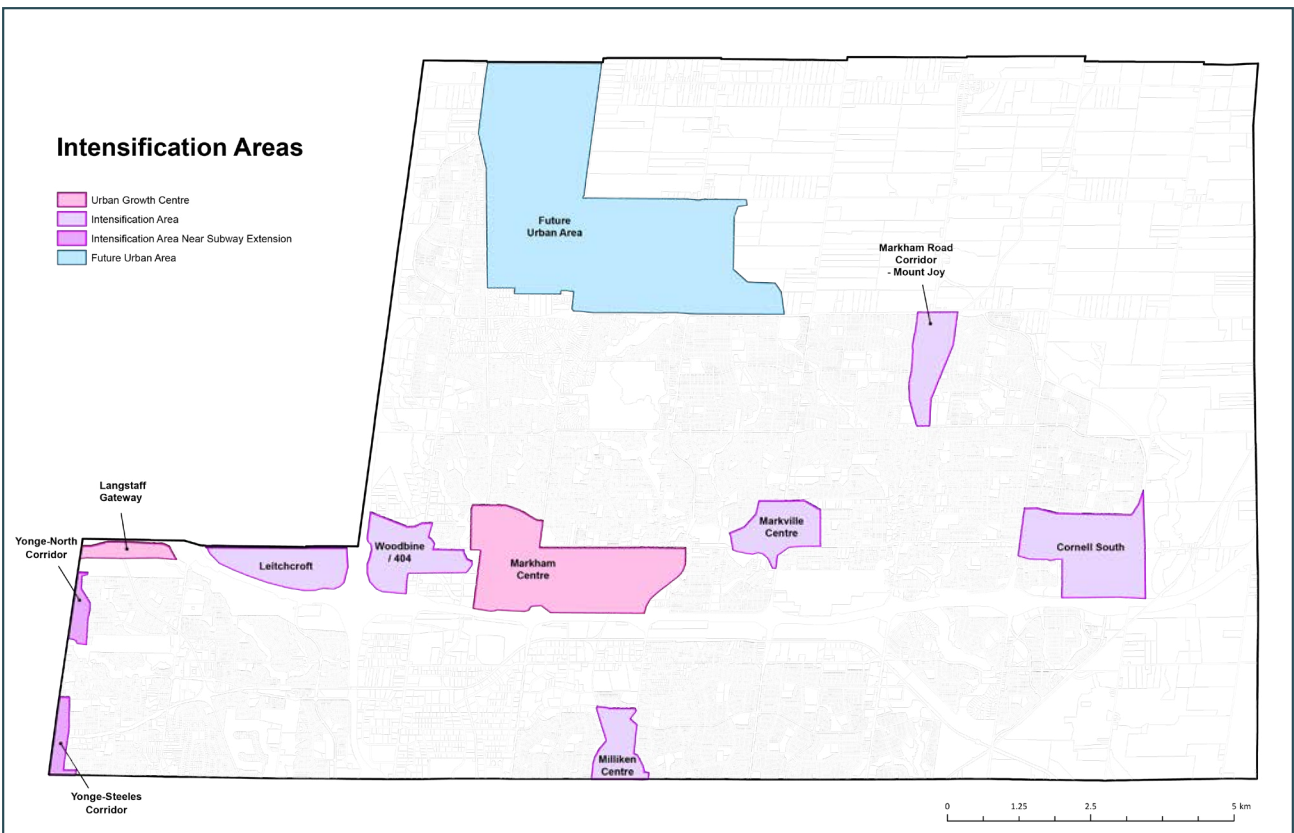 Intensification Areas
Urban Growth Centre
Intensification Area
Intensification Area Near Subway Extension
Future Urban Area
Future
Urban Area
Markham Road
Corridor
- Mount Joy
Langstaff
Gateway
Yonge-North
Corridor
Leitchcroft
Woodbine
/ 404
Markham
Centre
Markville
Centre
Cornell South
Milliken
Centre
Yonge-Steeles
Corridor
0 1.25 2.5 5 km